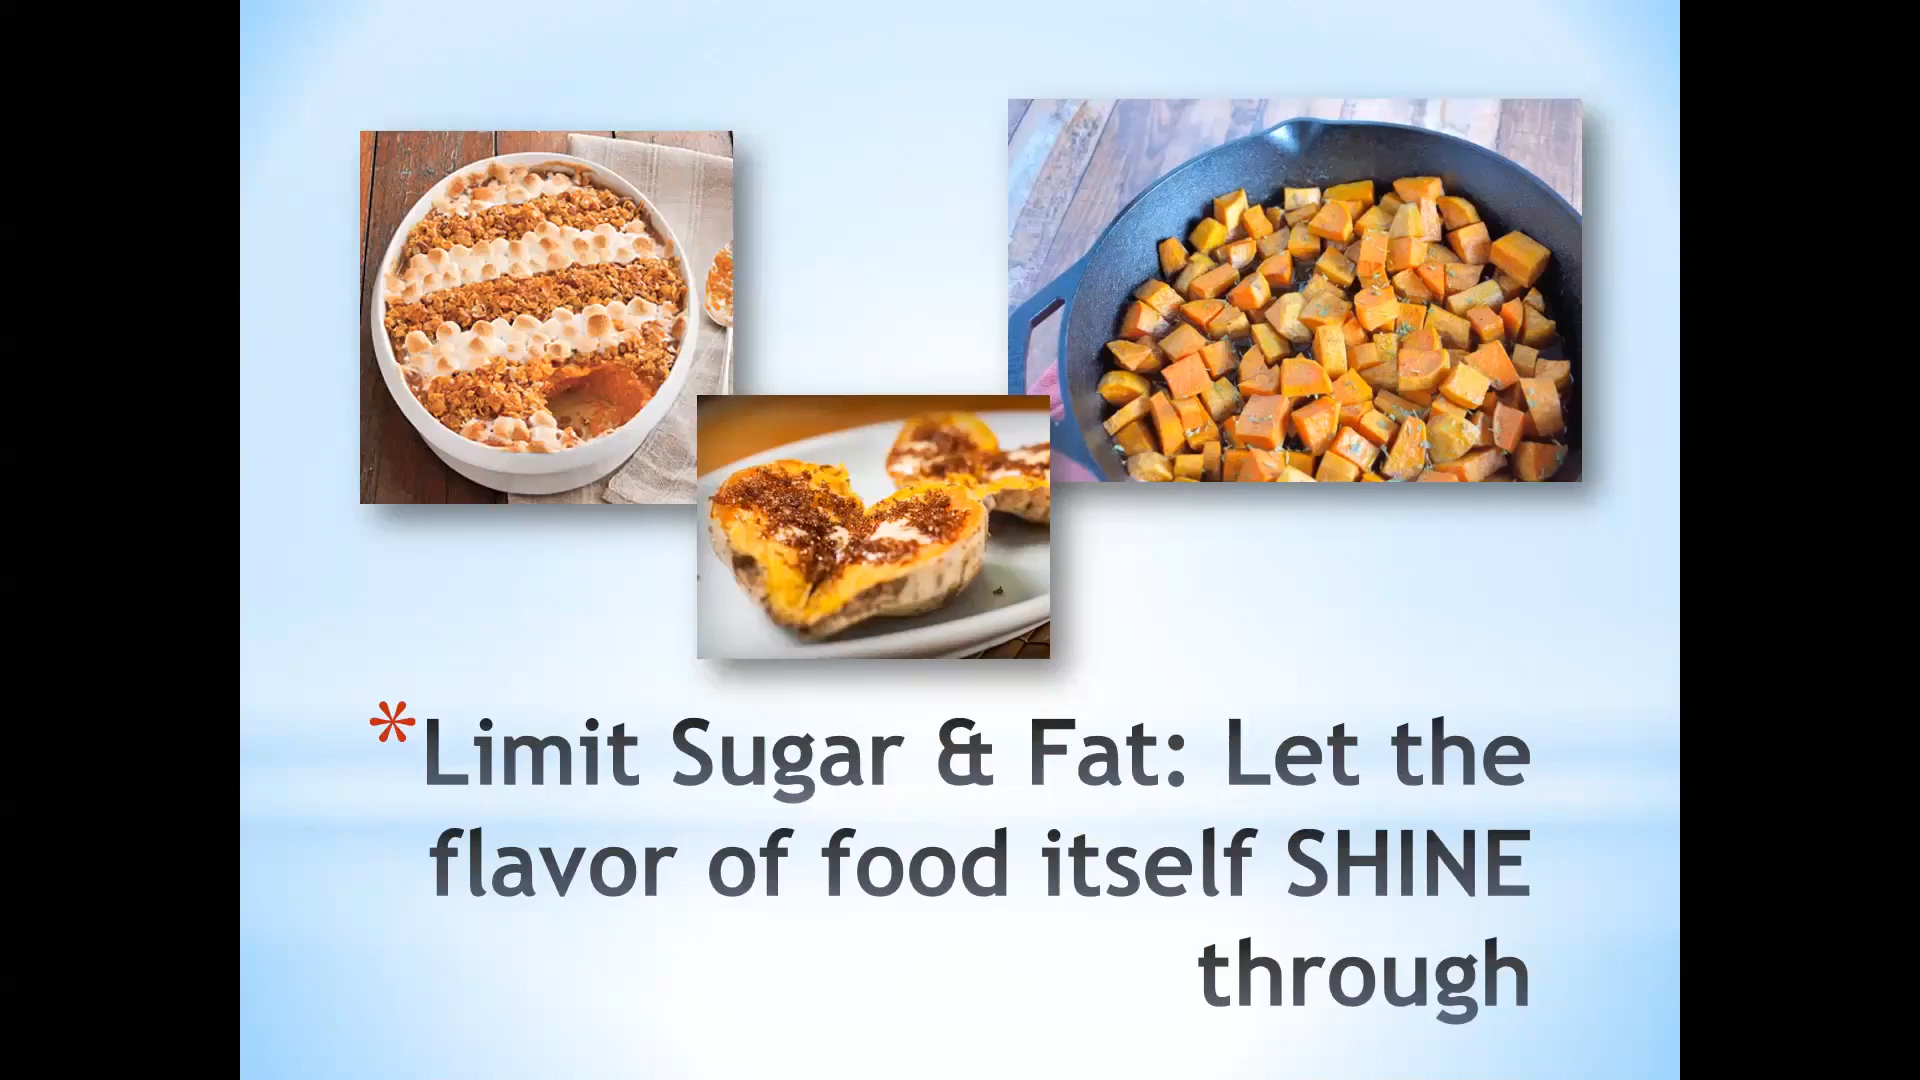 *Limit Sugar & Fat: Let the
flavor of food itself SHINE
through